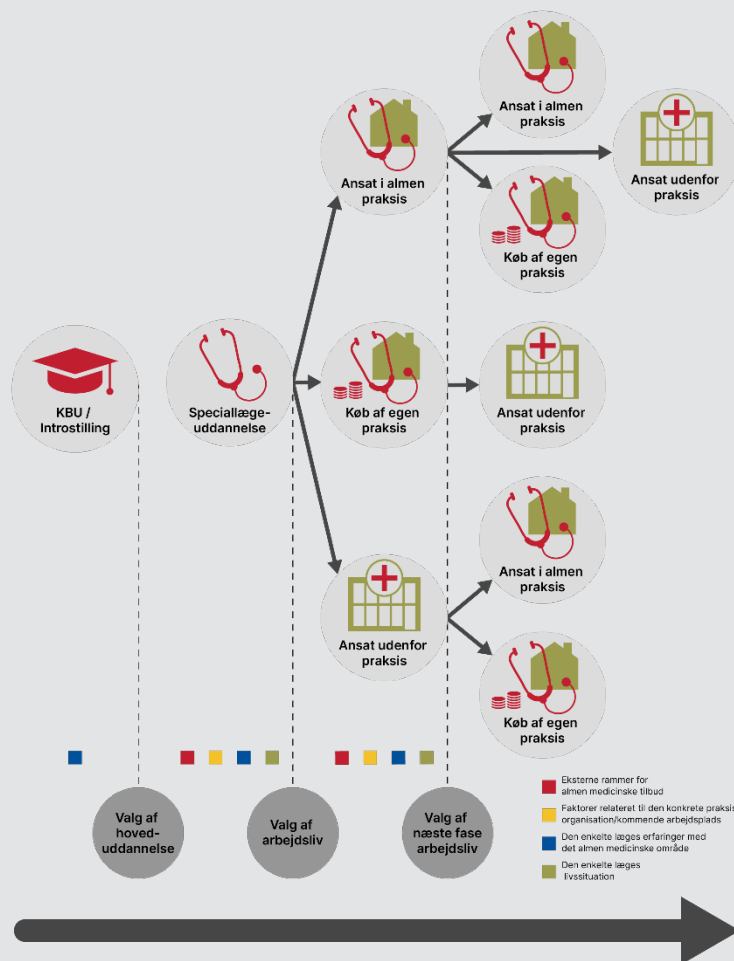 Ansat i almen
praksis
Ansat i almen
praksis
Ansat udenfor
praksis
Køb af egen
praksis
KBU /
Introstilling
Speciallæge-
uddannelse
Køb af egen
praksis
Ansat udenfor
praksis
Ansat i almen
praksis
Ansat udenfor
praksis
Køb af egen
praksis
Valg af
hoved-
uddannelse
Valg af
arbejdsliv
Valg af
næste fase
arbejdsliv
Eksterne rammer for
almen medicinske tilbud
Faktorer relateret til den konkrete praksis
organisation/kommende arbejdsplads
Den enkelte læges erfaringer med
det almen medicinske område
Den enkelte læges
livssituation